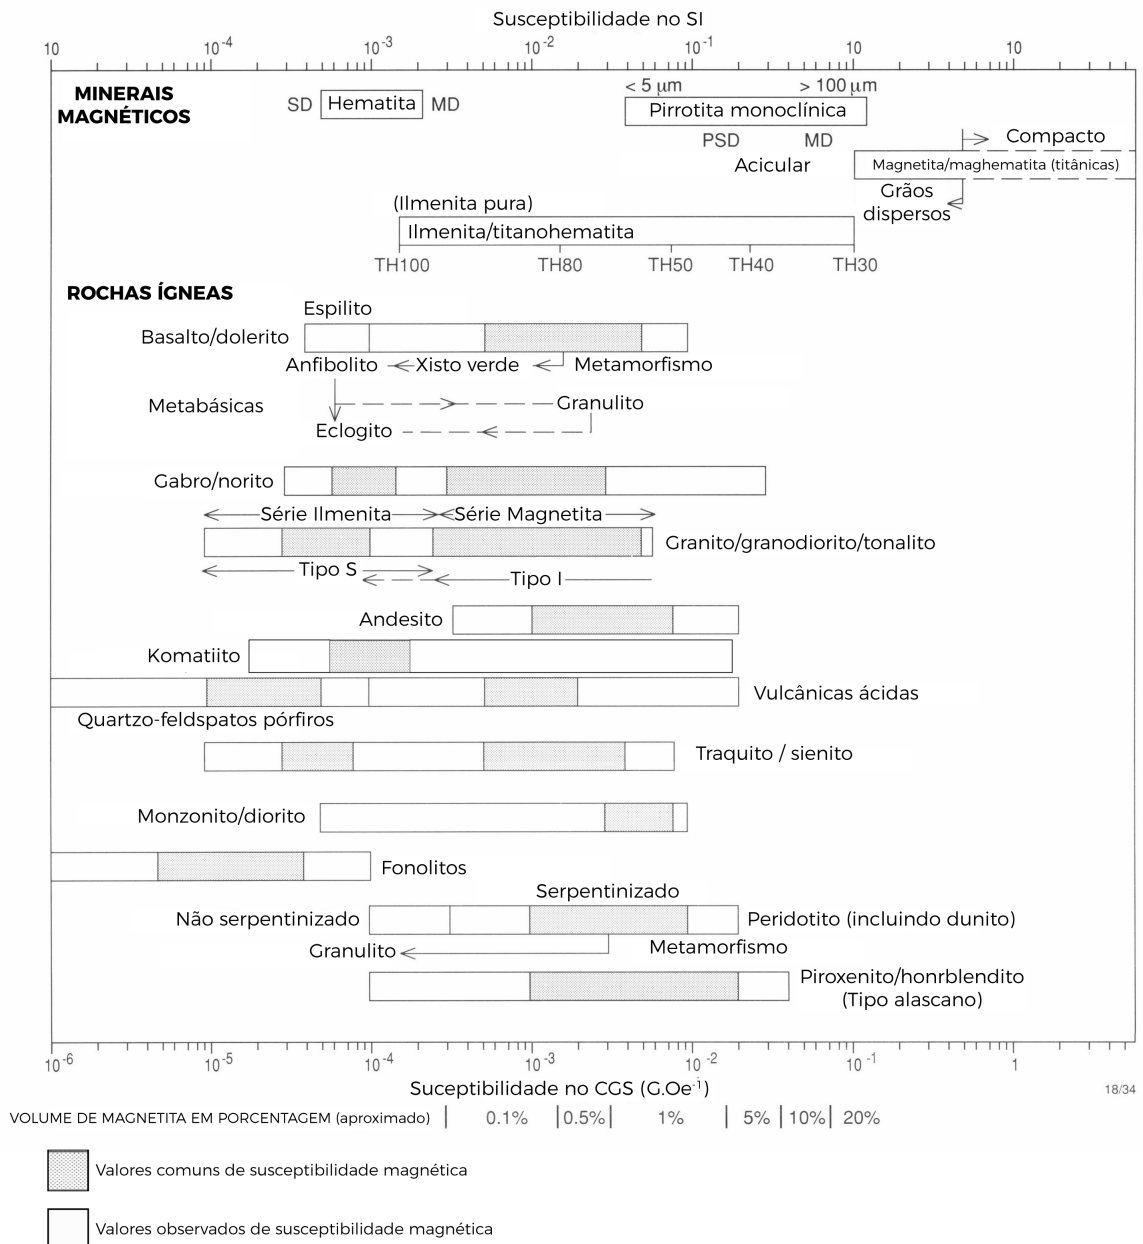 Susceptibilidade no SI
10 10-4 10-3 10-2 10-1 10 10
MINERAIS
MAGNÉTICOS
SD Hematita MD
< 5 µm > 100 µm
Pirrotita monoclínica
PSD MD
Compacto
Acicular Magnetita/maghematita (titânicas)
Grãos
dispersos
(Ilmenita pura)
Ilmenita/titanohematita
TH100 TH80 TH50 TH40 TH30
ROCHAS ÍGNEAS
Espilito
Basalto/dolerito
Anfibolito Xisto verde Metamorfismo
Metabásicas Granulito
Eclogito
Gabro/norito
Série Ilmenita Série Magnetita
Granito/granodiorito/tonalito
Tipo S Tipo I
Andesito
Komatiito
Vulcânicas ácidas
Quartzo-feldspatos pórfiros
Traquito / sienito
Monzonito/diorito
Fonolitos
Serpentinizado
Não serpentinizado Peridotito (incluindo dunito)
Granulito Metamorfismo
Piroxenito/honrblendito
(Tipo alascano)
10-6 10-5 10-4 10-3 10-2 10-1 1
Suceptibilidade no CGS (G.Oe-1)
18/34
VOLUME DE MAGNETITA EM PORCENTAGEM (aproximado) | 0.1% | 0.5% | 1% | 5% | 10% | 20%
Valores comuns de susceptibilidade magnética
Valores observados de susceptibilidade magnética